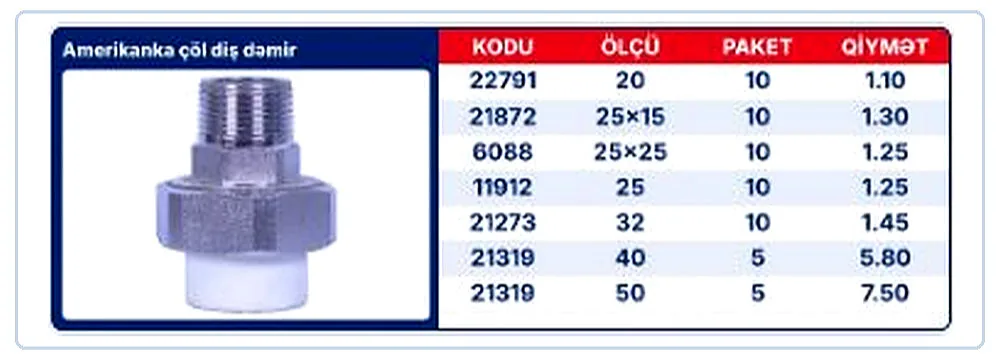 Amerikanka çöl diş dəmir
KODU ÖLÇÜ PAKET QİYMƏT
22791 20 10 1.10
21872 25×15 10 1.30
6088 25×25 10 1.25
11912 25 10 1.25
21273 32 10 1.45
21319 40 5 5.80
21319 50 5 7.50